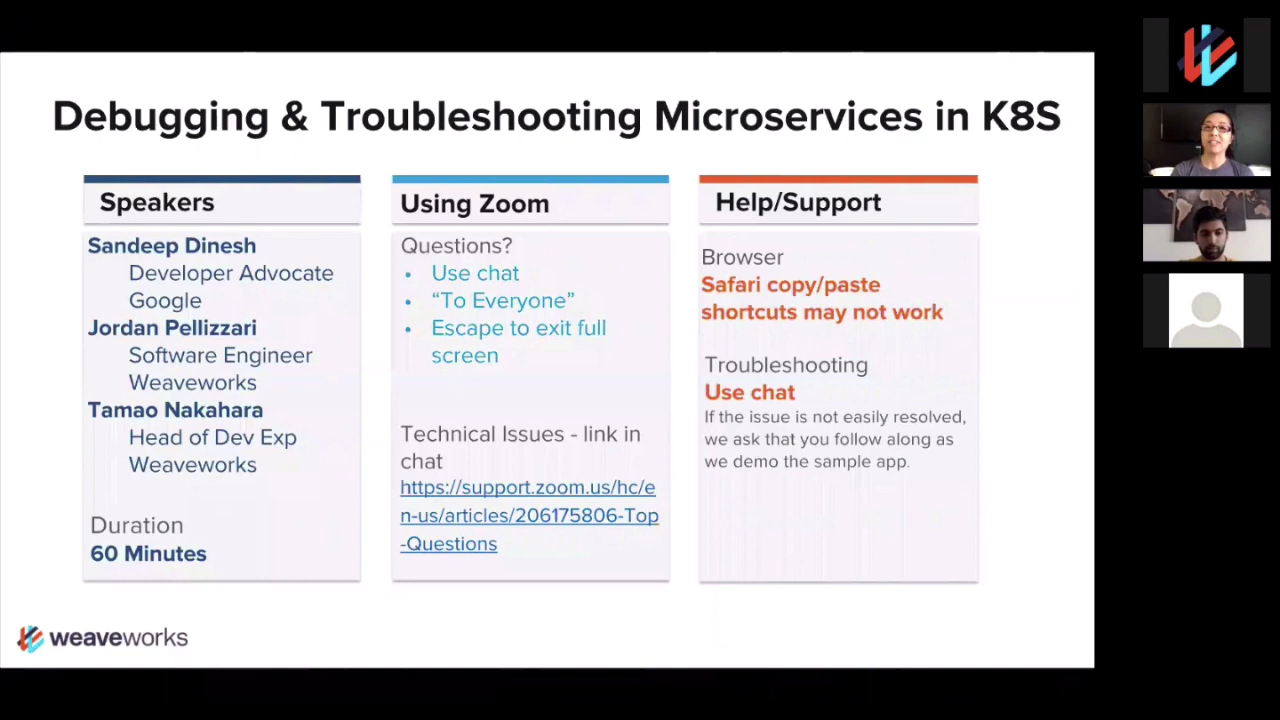 Debugging & Troubleshooting Microservices in K8S
Speakers
Sandeep Dinesh
Developer Advocate
Google
Jordan Pellizzari
Software Engineer
Weaveworks
Tamao Nakahara
Head of Dev Exp
Weaveworks
Duration
60 Minutes
Using Zoom
Questions?
• Use chat
• “To Everyone”
• Escape to exit full
screen
Technical Issues - link in
chat
https://support.zoom.us/hc/e
n-us/articles/206175806-Top
-Questions
Help/Support
Browser
Safari copy/paste
shortcuts may not work
Troubleshooting
Use chat
If the issue is not easily resolved,
we ask that you follow along as
we demo the sample app.
weaveworks